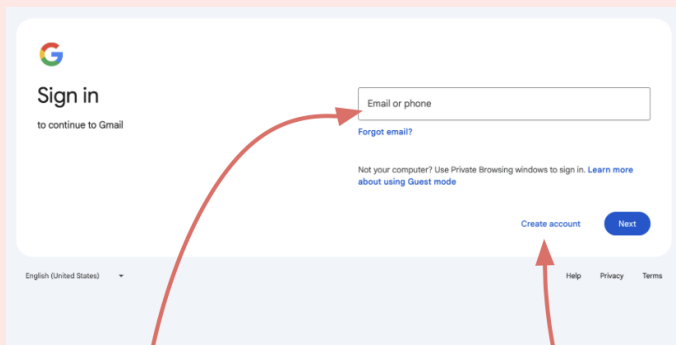 Sign in
to continue to Gmail
Email or phone
Forgot email?
Not your computer? Use Private Browsing windows to sign in. Learn more
about using Guest mode
Create account
Next
English (United States)
Help Privacy Terms